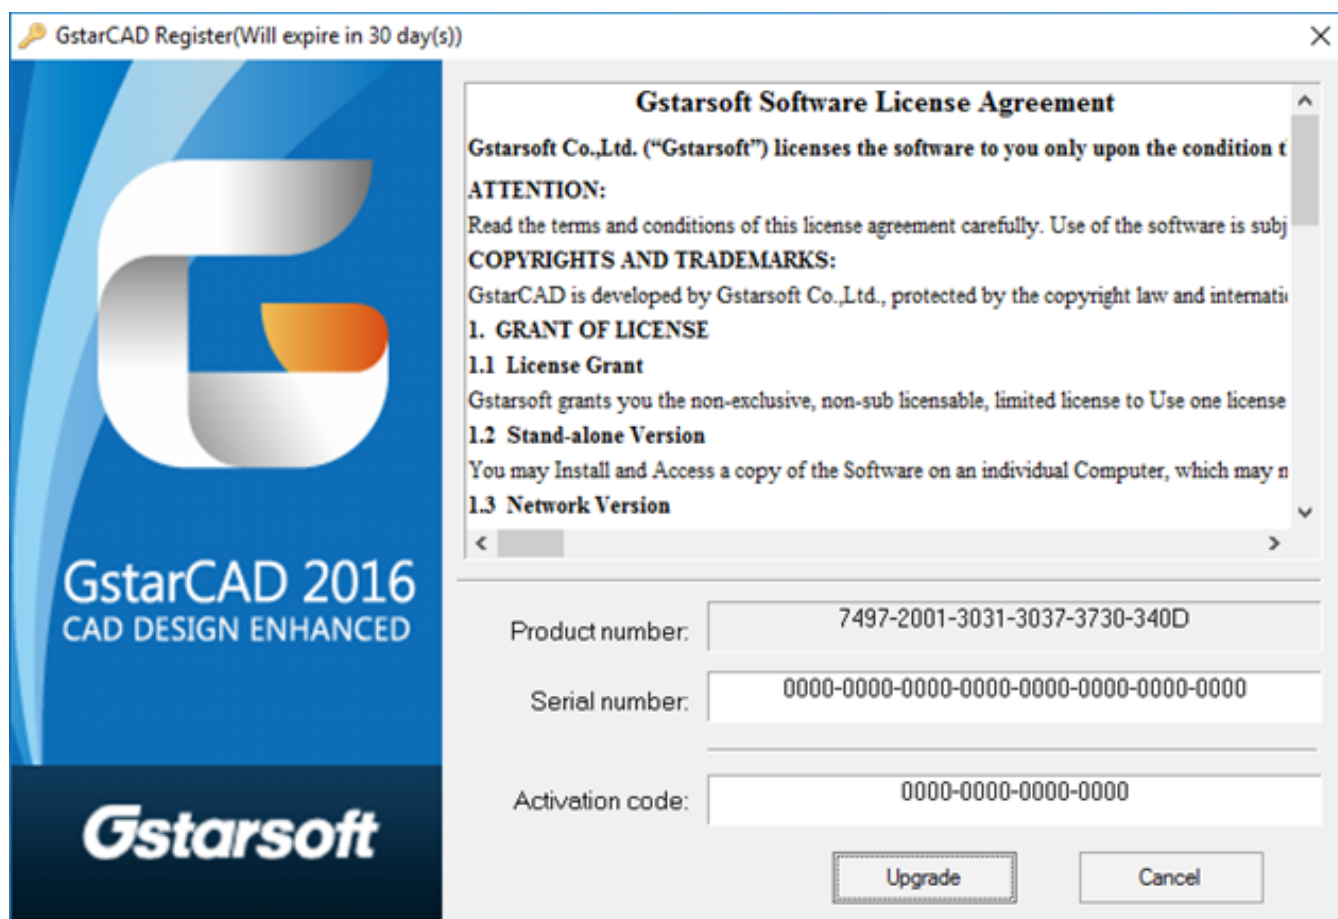 GstarCAD Register(Will expire in 30 day(s))
Gstarsoft Software License Agreement
Gstarsoft Co.,Ltd. (“Gstarsoft”) licenses the software to you only upon the condition
ATTENTION:
Read the terms and conditions of this license agreement carefully. Use of the software is
COPYRIGHTS AND TRADEMARKS:
GstarCAD is developed by Gstarsoft Co.,Ltd., protected by the copyright law and
1. GRANT OF LICENSE
1.1 License Grant
Gstarsoft grants you the non-exclusive, non-sub licensable, limited license to Use one license
1.2 Stand-alone Version
You may Install and Access a copy of the Software on an individual Computer, which may
1.3 Network Version
GstarCAD 2016
CAD DESIGN ENHANCED
Gstarsoft
Product number: 7497-2001-3031-3037-3730-340D
Serial number: 0000-0000-0000-0000-0000-0000-0000-0000
Activation code: 0000-0000-0000-0000
Upgrade Cancel